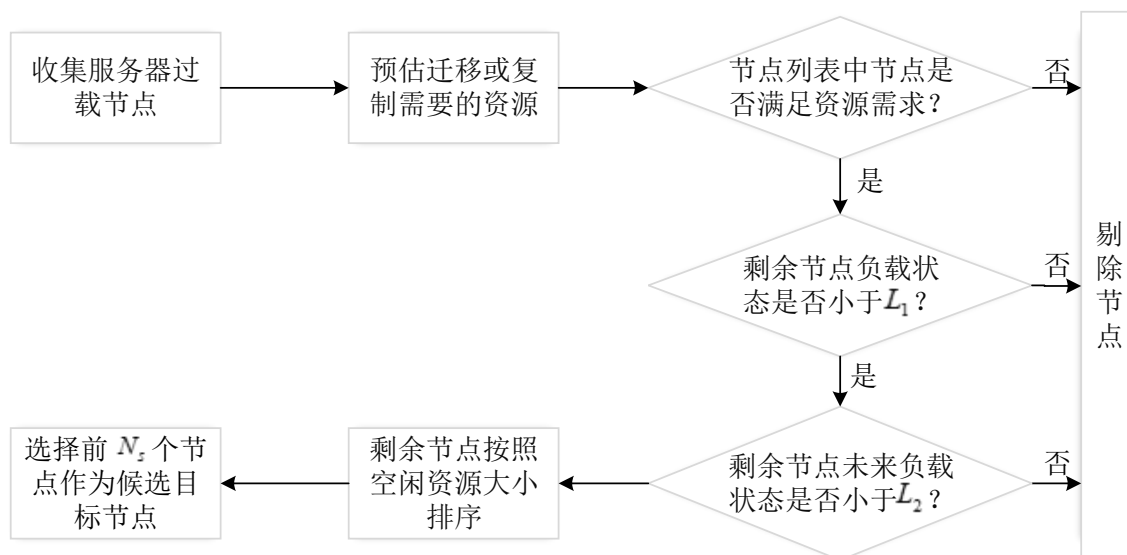 收集服务器过
载节点
预估迁移或复
制需要的资源
节点列表中节点是
否满足资源需求?
否
是
剩余节点负载状
态是否小于L₁?
否
是
剩余节点未来负载
状态是否小于L₂?
否
剩余节点按照
空闲资源大小
排序
选择前 Nₛ 个节
点作为候选目
标节点
剔
除
节
点